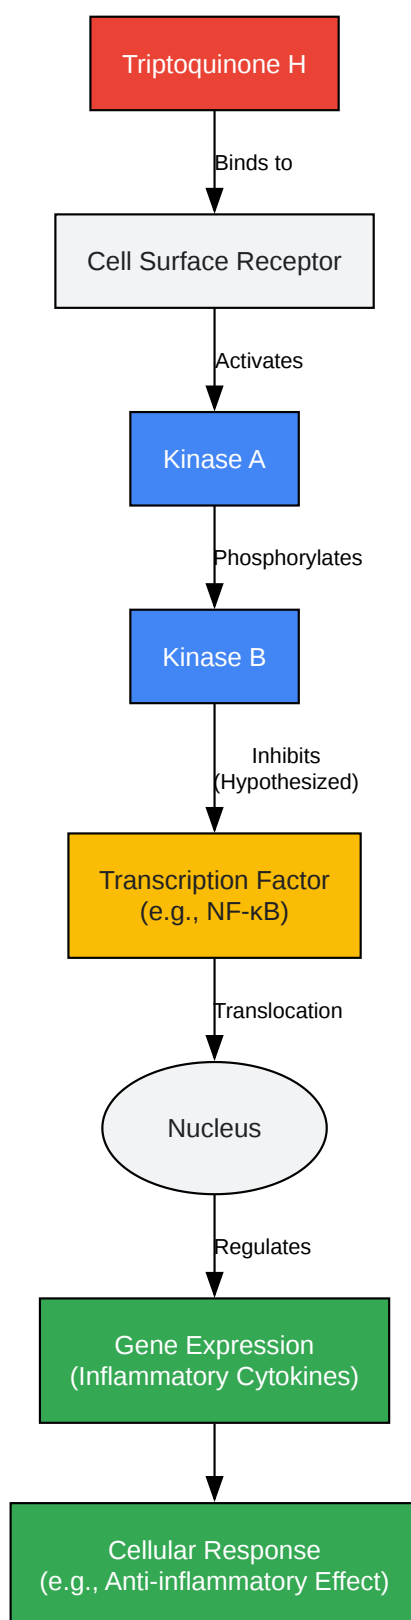 Triptoquinone H
Binds to
Cell Surface Receptor
Activates
Kinase A
Phosphorylates
Kinase B
Inhibits
(Hypothesized)
Transcription Factor
(e.g., NF-κB)
Translocation
Nucleus
Regulates
Gene Expression
(Inflammatory Cytokines)
Cellular Response
(e.g., Anti-inflammatory Effect)